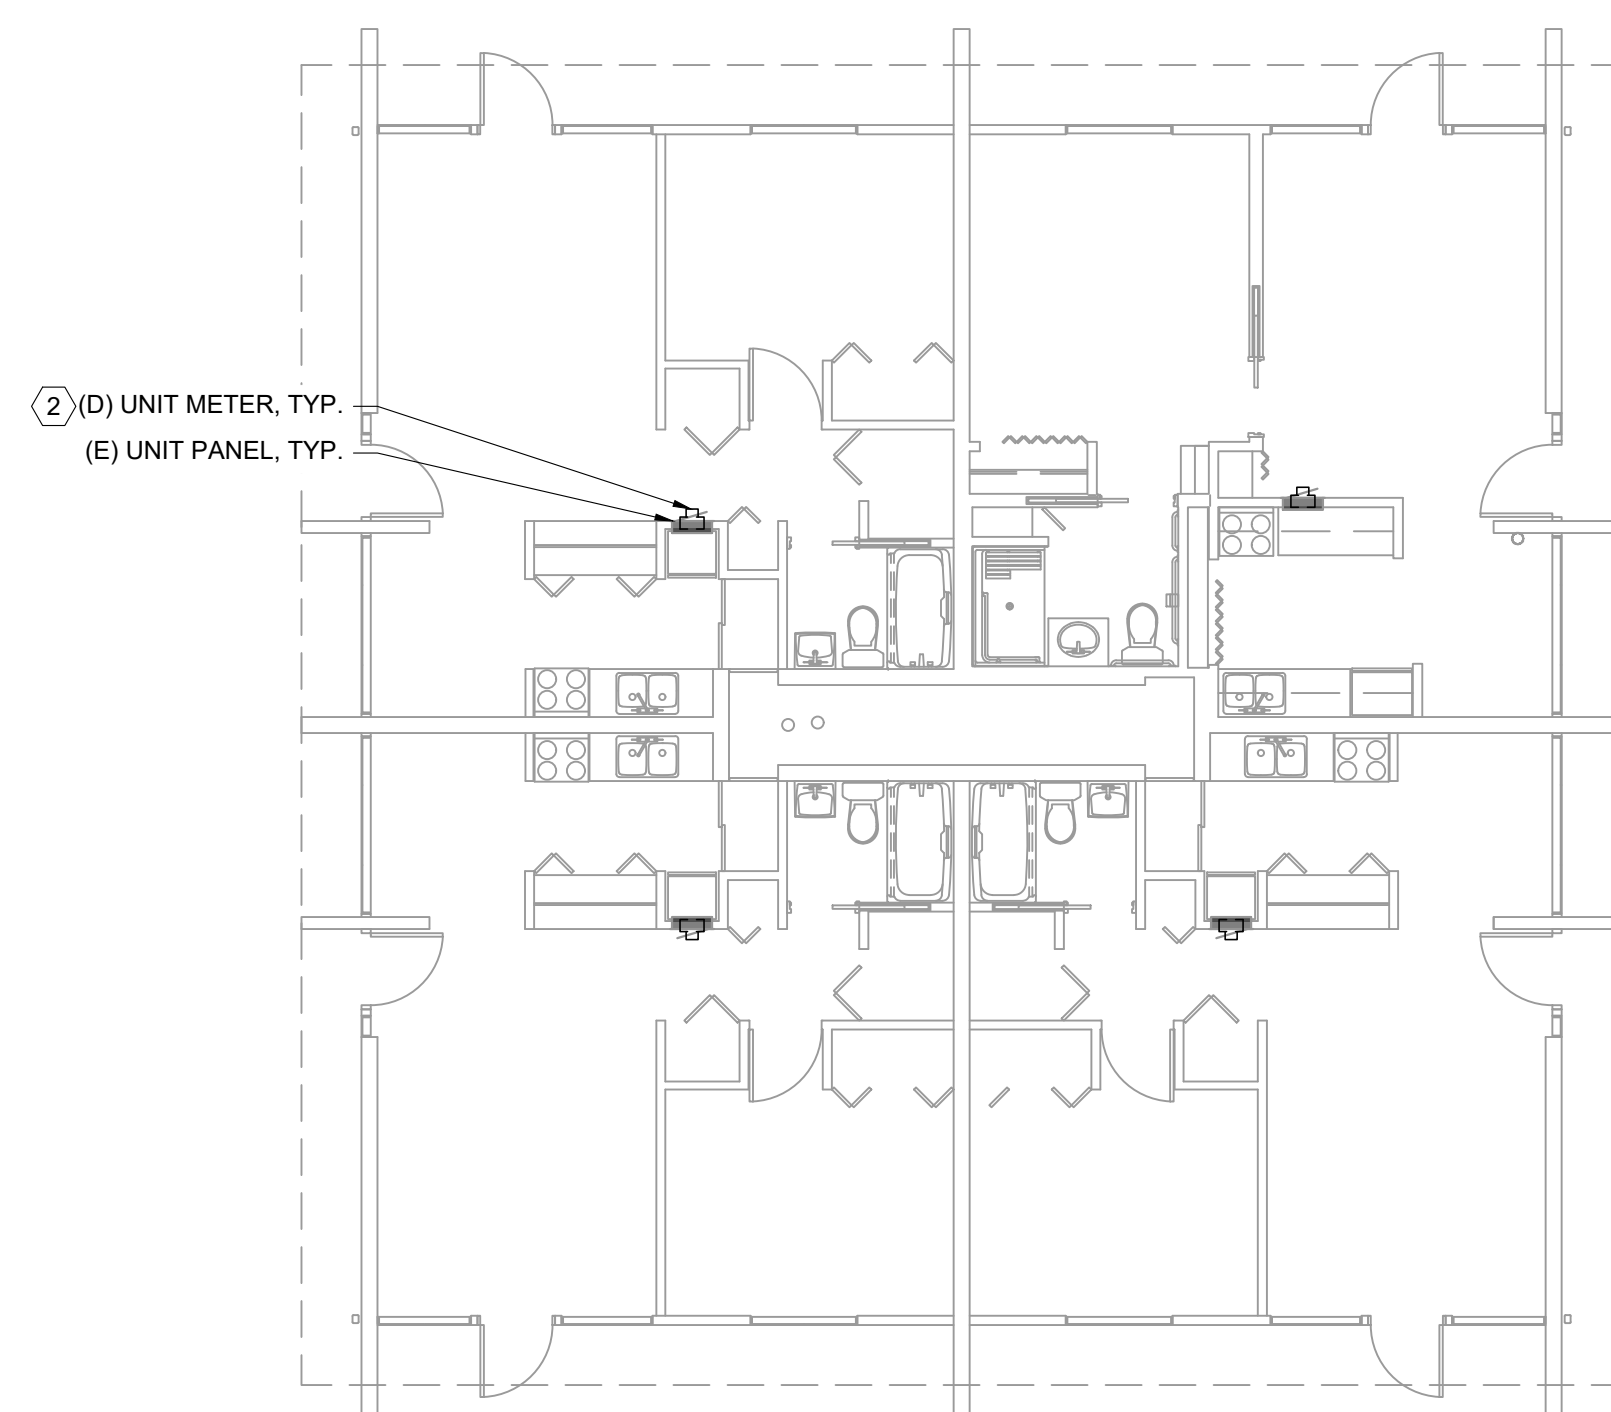 2 (D) UNIT METER, TYP.
(E) UNIT PANEL, TYP.